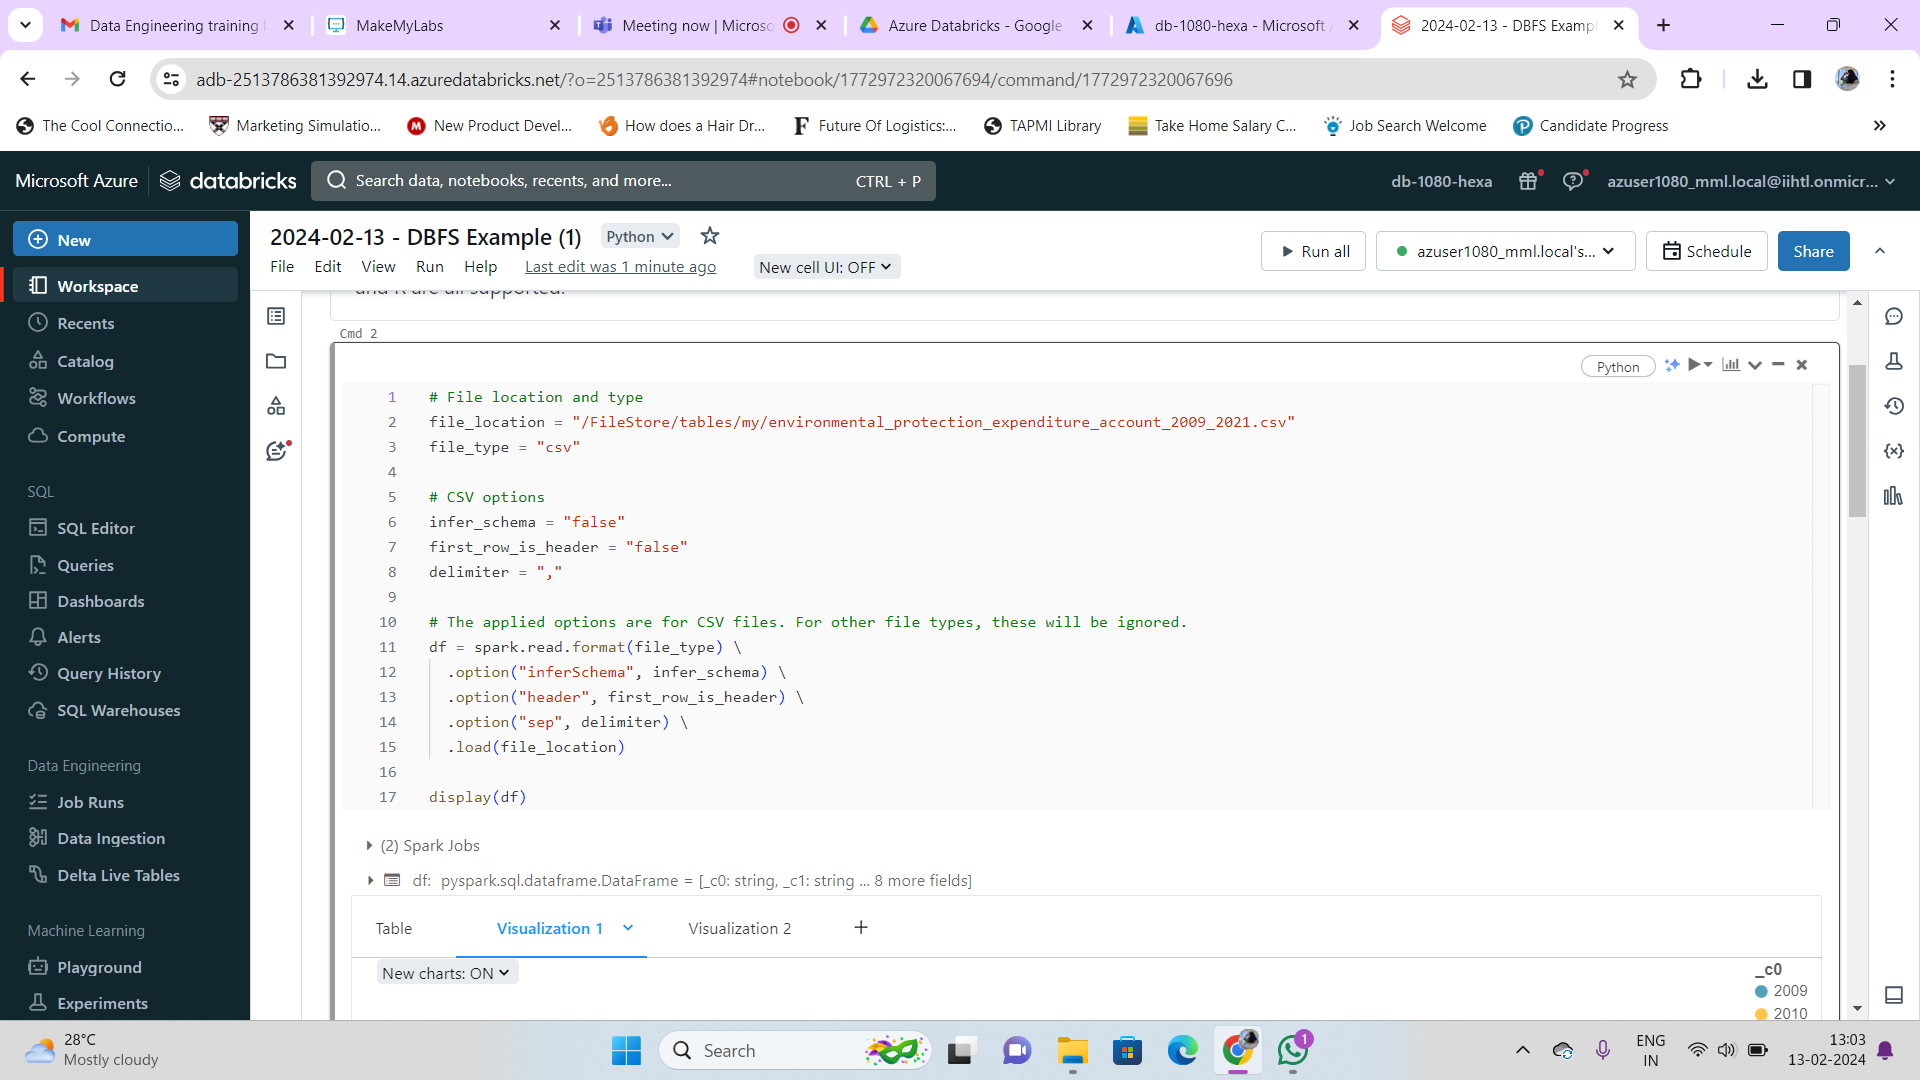 Data Engineering training
MakeMyLabs
Meeting now | Microso
Azure Databricks - Google
db-1080-hexa - Microsoft
2024-02-13 - DBFS Exampl
adb-2513786381392974.14.azuredatabricks.net/?o=2513786381392974#notebook/1772972320067694/command/1772972320067696
The Cool Connectio...
Marketing Simulatio...
New Product Devel...
How does a Hair Dr...
Future Of Logistics:...
TAPMI Library
Take Home Salary C...
Job Search Welcome
Candidate Progress
Microsoft Azure
databricks
Search data, notebooks, recents, and more...
CTRL + P
db-1080-hexa
azuser1080_mml.local@iihtl.onmicr...
New
Workspace
Recents
Catalog
Workflows
Compute
SQL
SQL Editor
Queries
Dashboards
Alerts
Query History
SQL Warehouses
Data Engineering
Job Runs
Data Ingestion
Delta Live Tables
Machine Learning
Playground
Experiments
2024-02-13 - DBFS Example (1)
Python
File Edit View Run Help
Last edit was 1 minute ago
New cell UI: OFF
Run all
azuser1080_mml.local's...
Schedule
Share
and R are all supported.
Cmd 2
Python
1 # File location and type
2 file_location = "/FileStore/tables/my/environmental_protection_expenditure_account_2009_2021.csv"
3 file_type = "csv"
4
5 # CSV options
6 infer_schema = "false"
7 first_row_is_header = "false"
8 delimiter = ","
9
10 # The applied options are for CSV files. For other file types, these will be ignored.
11 df = spark.read.format(file_type) \
12 .option("inferSchema", infer_schema) \
13 .option("header", first_row_is_header) \
14 .option("sep", delimiter) \
15 .load(file_location)
16
17 display(df)
(2) Spark Jobs
df: pyspark.sql.dataframe.DataFrame = [_c0: string, _c1: string ... 8 more fields]
Table
Visualization 1
Visualization 2
New charts: ON
_c0
2009
2010
28°C
Mostly cloudy
Search
1
ENG
IN
13:03
13-02-2024